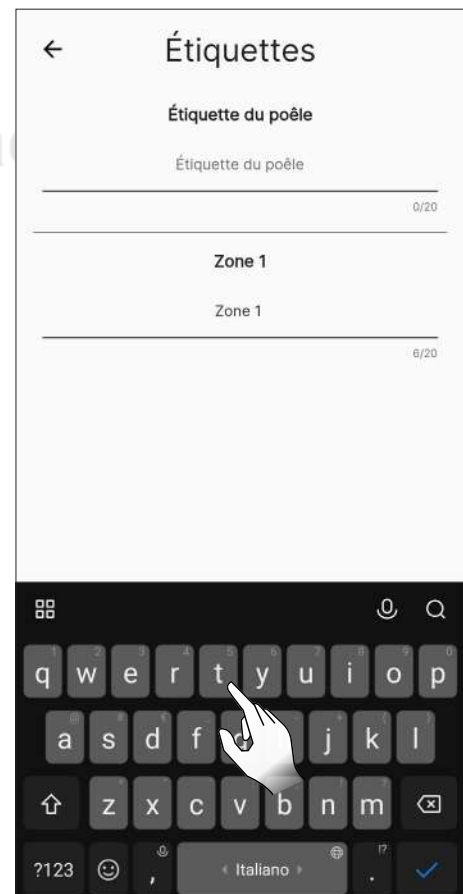 Étiquettes
Étiquette du poêle
Étiquette du poêle
0/20
Zone 1
Zone 1
6/20
q w e r t y u i o p
a s d f j k l
z x c v b n m
?123 , Italiano .